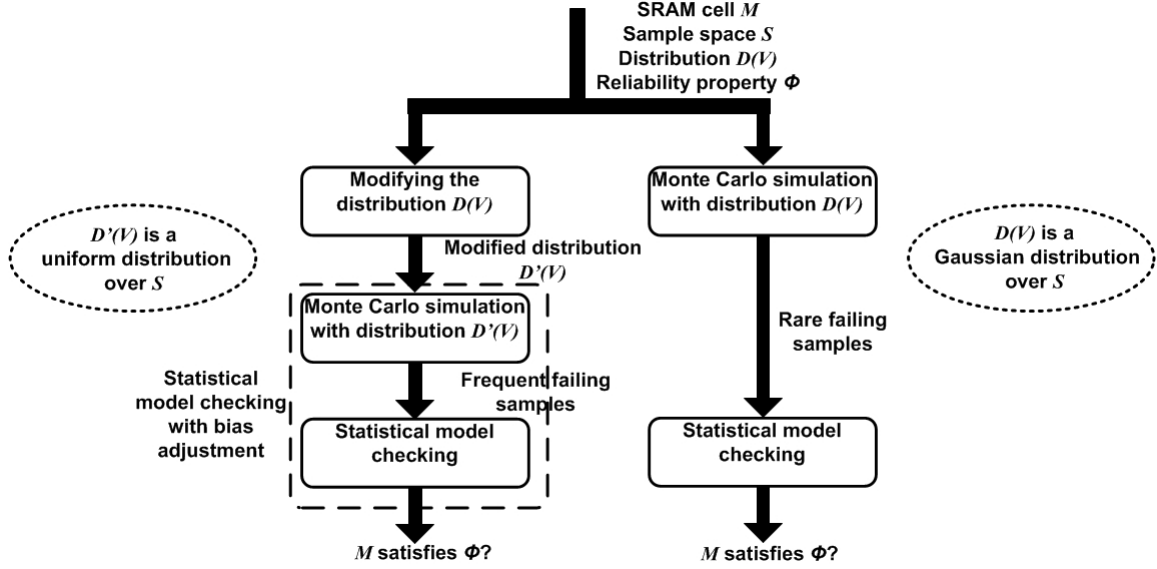 SRAM cell M
Sample space S
Distribution D(V)
Reliability property Φ
Modifying the
distribution D(V)
Monte Carlo simulation
with distribution D(V)
D’(V) is a
uniform distribution
over S
Modified distribution
D’(V)
D(V) is a
Gaussian distribution
over S
Monte Carlo simulation
with distribution D’(V)
Rare failing
samples
Statistical
model checking
with bias
adjustment
Frequent failing
samples
Statistical model
checking
Statistical model
checking
M satisfies Φ?
M satisfies Φ?